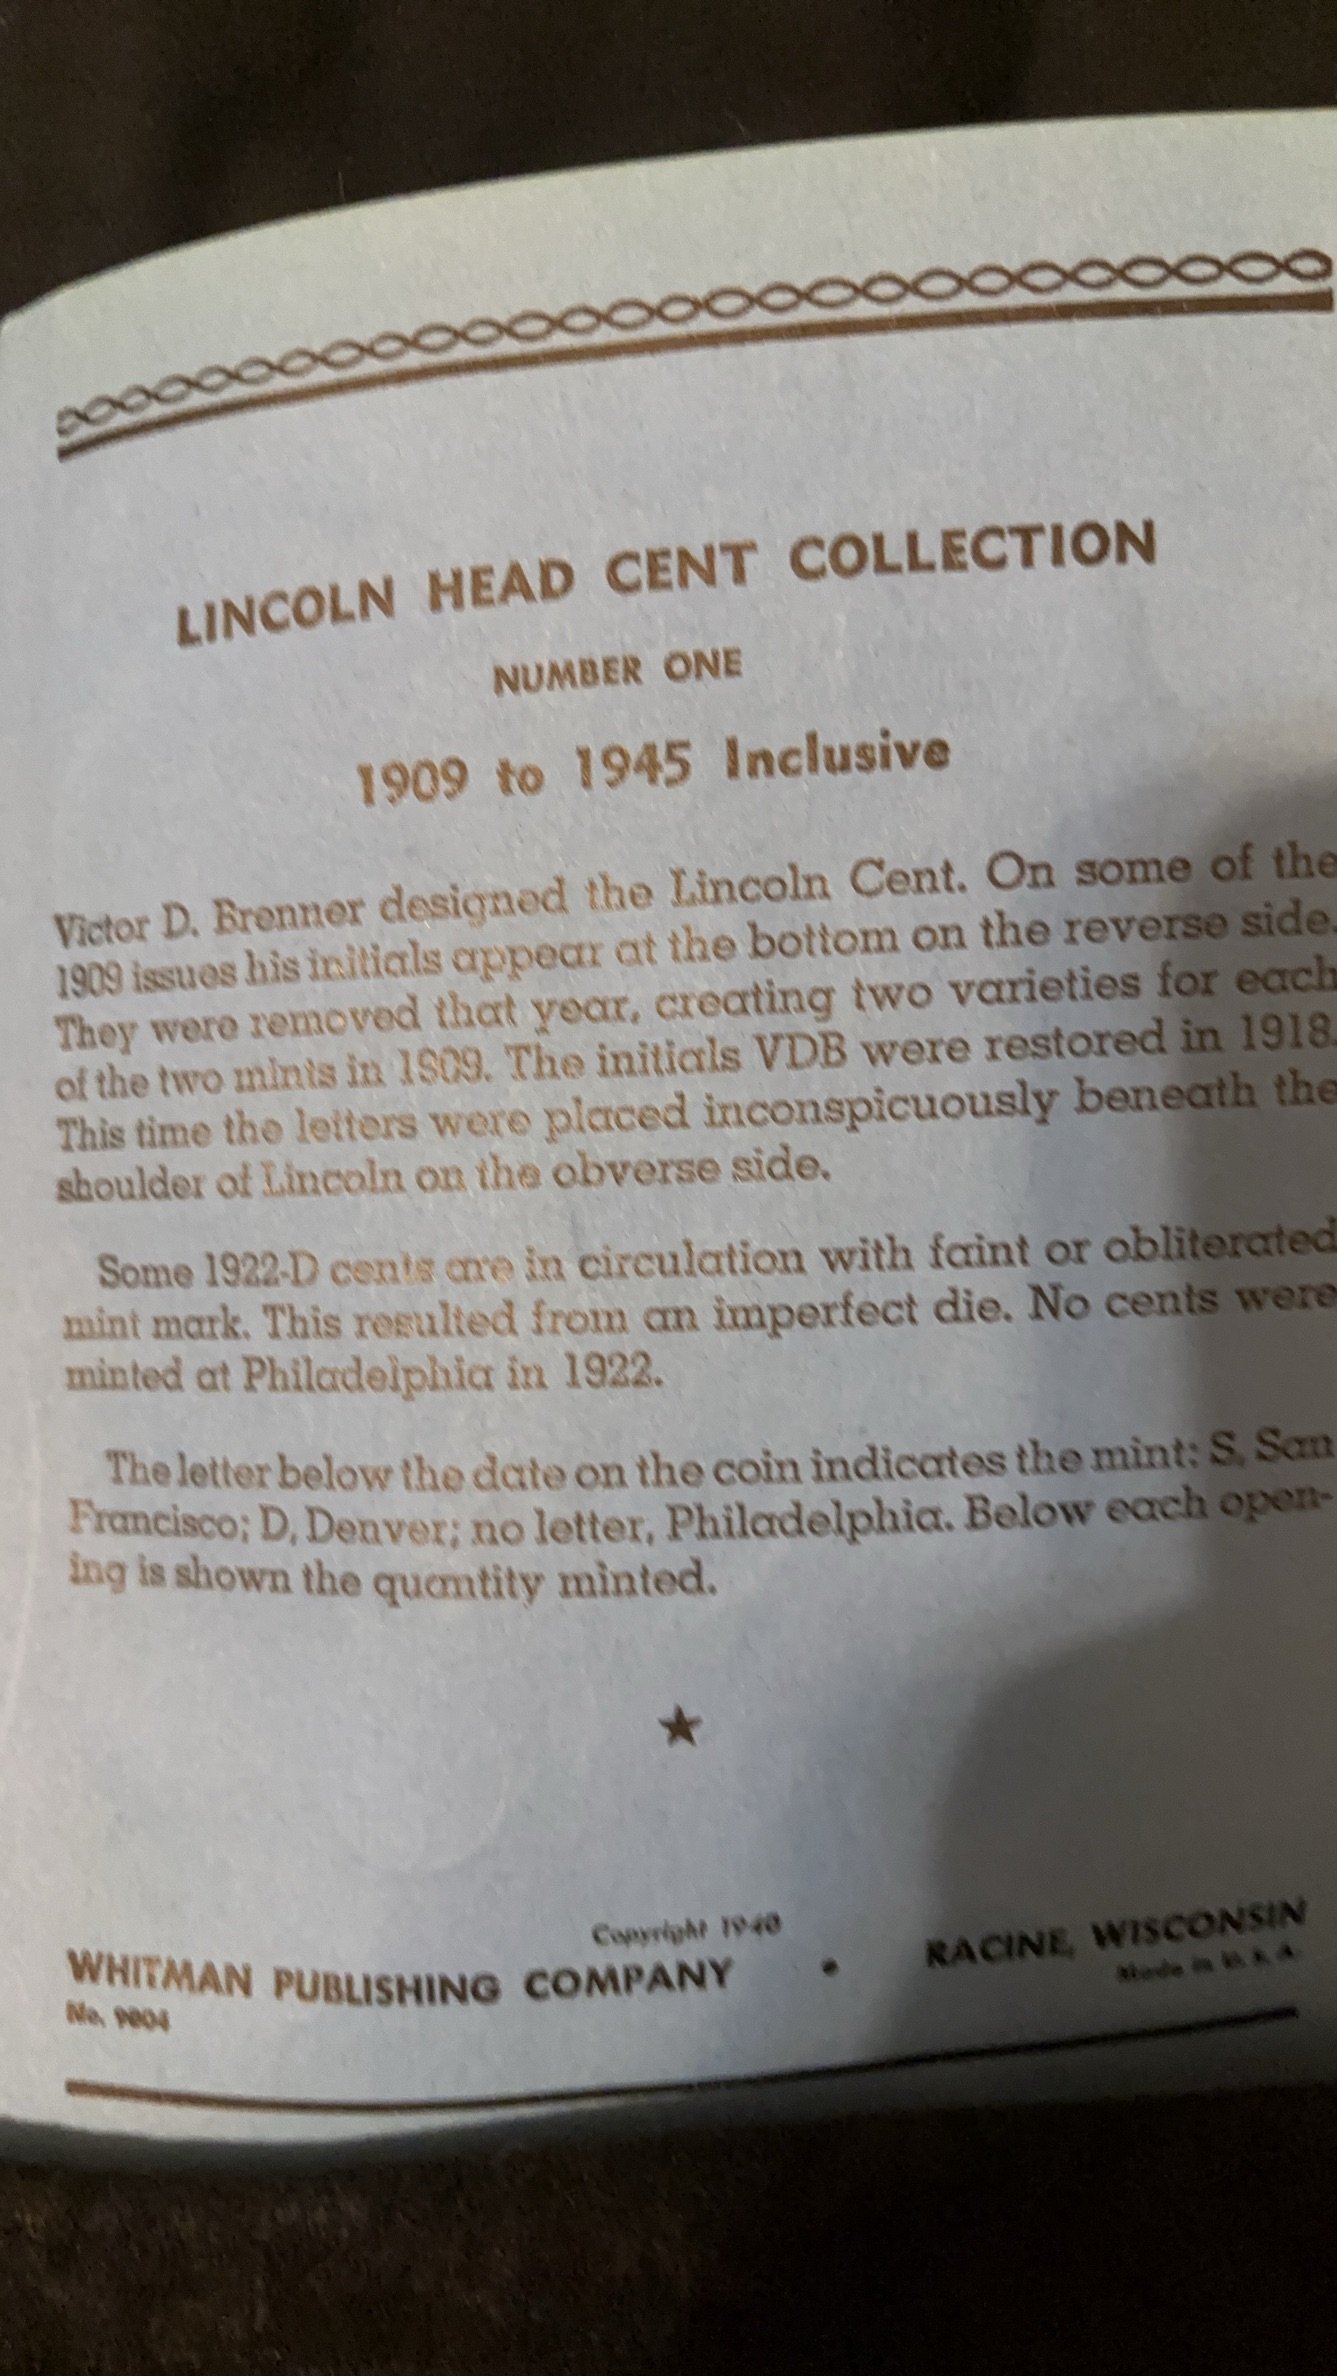 LINCOLN HEAD CENT COLLECTION
NUMBER ONE
1909 to 1945 Inclusive
Victor D. Brenner designed the Lincoln Cent. On some of the
1909 issues his initials appear at the bottom on the reverse side.
They were removed that year, creating two varieties for each
of the two mints in 1909. The initials VDB were restored in 1918.
This time the letters were placed inconspicuously beneath the
shoulder of Lincoln on the obverse side.
Some 1922-D cents are in circulation with faint or obliterated
mint mark. This resulted from an imperfect die. No cents were
minted at Philadelphia in 1922.
The letter below the date on the coin indicates the mint: S, San
Francisco; D, Denver; no letter, Philadelphia. Below each open-
ing is shown the quantity minted.
Copyright 1940
WHITMAN PUBLISHING COMPANY • RACINE, WISCONSIN
No. 9004 Made in U. S. A.